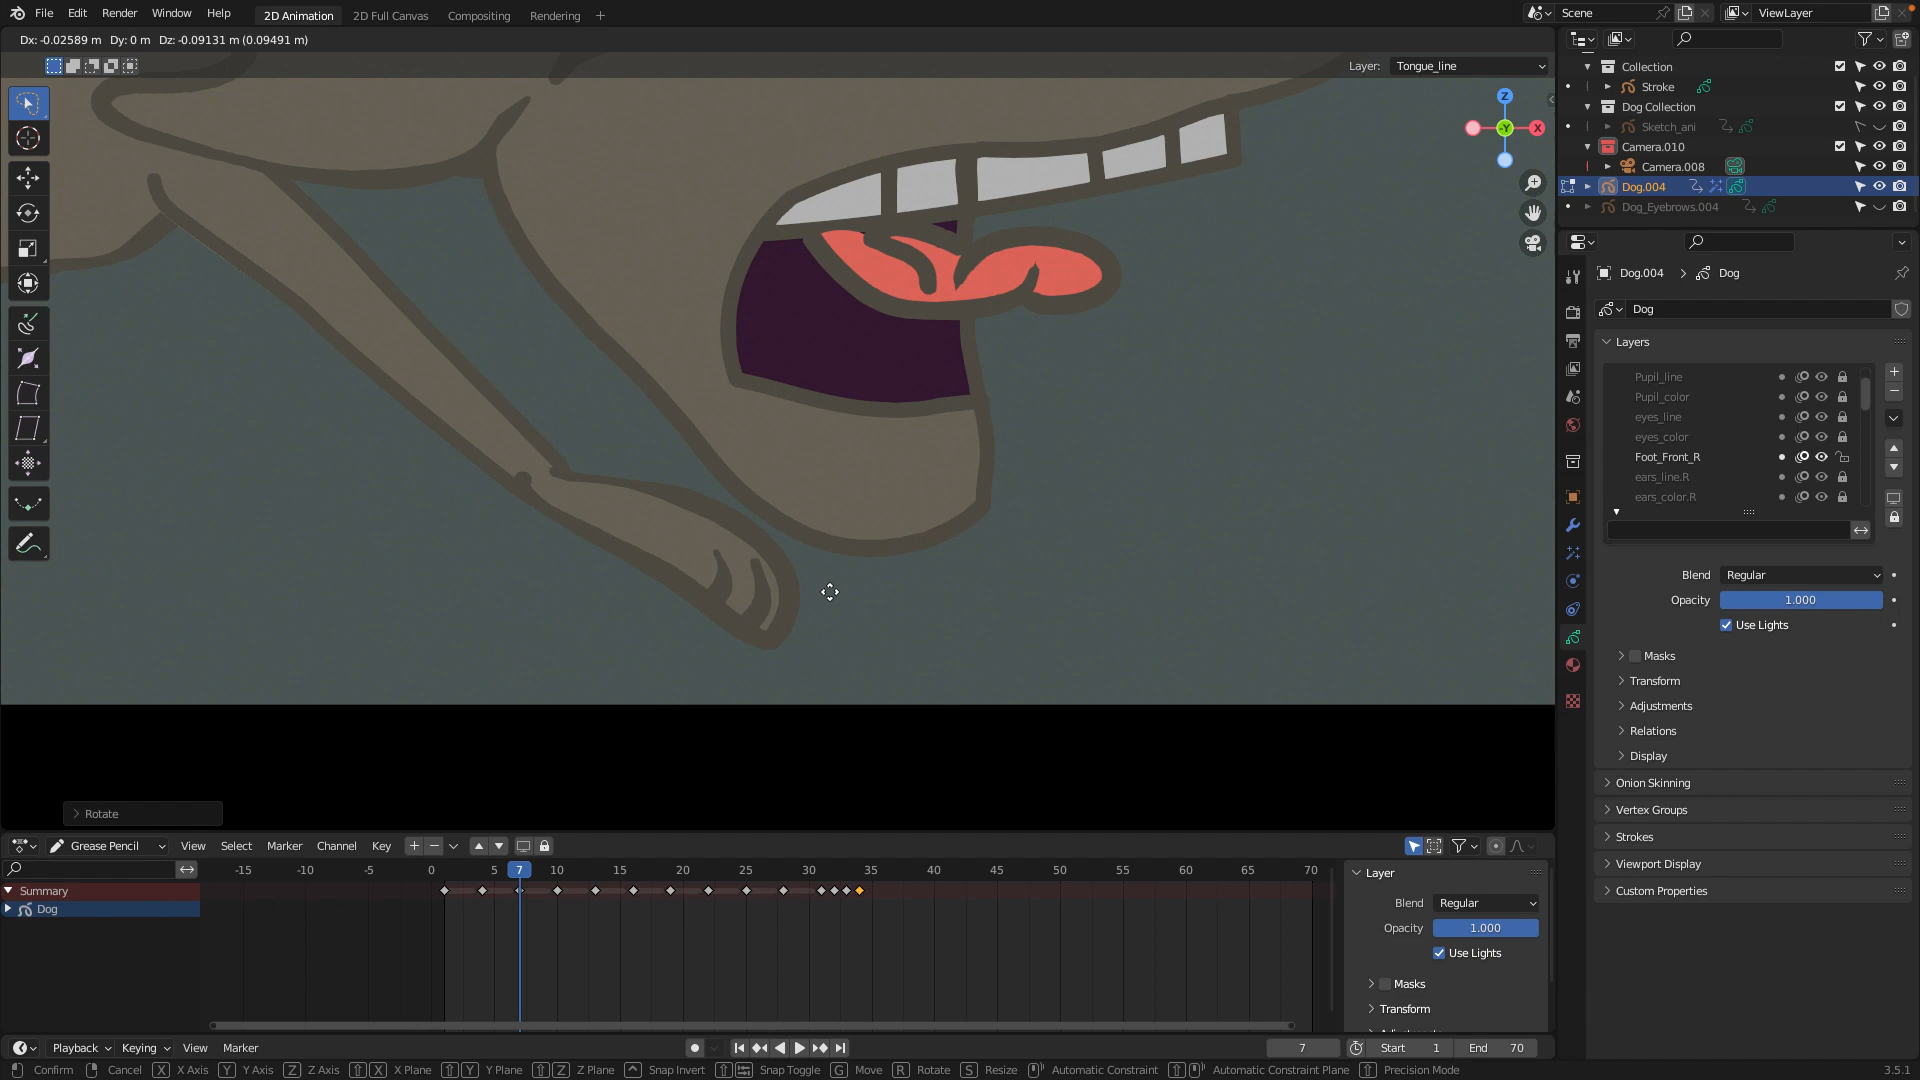 File Edit Render Window Help 2D Animation 2D Full Canvas Compositing Rendering + Scene ViewLayer
Dx: -0.02589 m Dy: 0 m Dz: -0.09131 m (0.09491 m)
Layer: Tongue_line
Z
-Y
X
Collection
Stroke
Dog Collection
Sketch_ani
Camera.010
Camera.008
Dog.004
Dog_Eyebrows.004
Dog.004 > Dog
Dog
Layers
Pupil_line
Pupil_color
eyes_line
eyes_color
Foot_Front_R
ears_line.R
ears_color.R
Blend Regular
Opacity 1.000
Use Lights
Masks
Transform
Adjustments
Relations
Display
Onion Skinning
Vertex Groups
Strokes
Viewport Display
Custom Properties
Rotate
Grease Pencil View Select Marker Channel Key
-15 -10 -5 0 5 7 10 15 20 25 30 35 40 45 50 55 60 65 70
Summary
Dog
Layer
Blend Regular
Opacity 1.000
Use Lights
Masks
Transform
Playback Keying View Marker 7 Start 1 End 70
Confirm Cancel X X Axis Y Y Axis Z Z Axis X X Plane Y Y Plane Z Z Plane Snap Invert Snap Toggle G Move R Rotate S Resize Automatic Constraint Automatic Constraint Plane Precision Mode 3.5.1